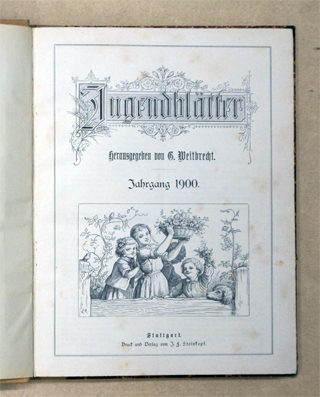 Jugendblätter
Herausgegeben von G. Weitbrecht.
Jahrgang 1900.
Stuttgart.
Druck und Verlag von J. F. Steinkopf.